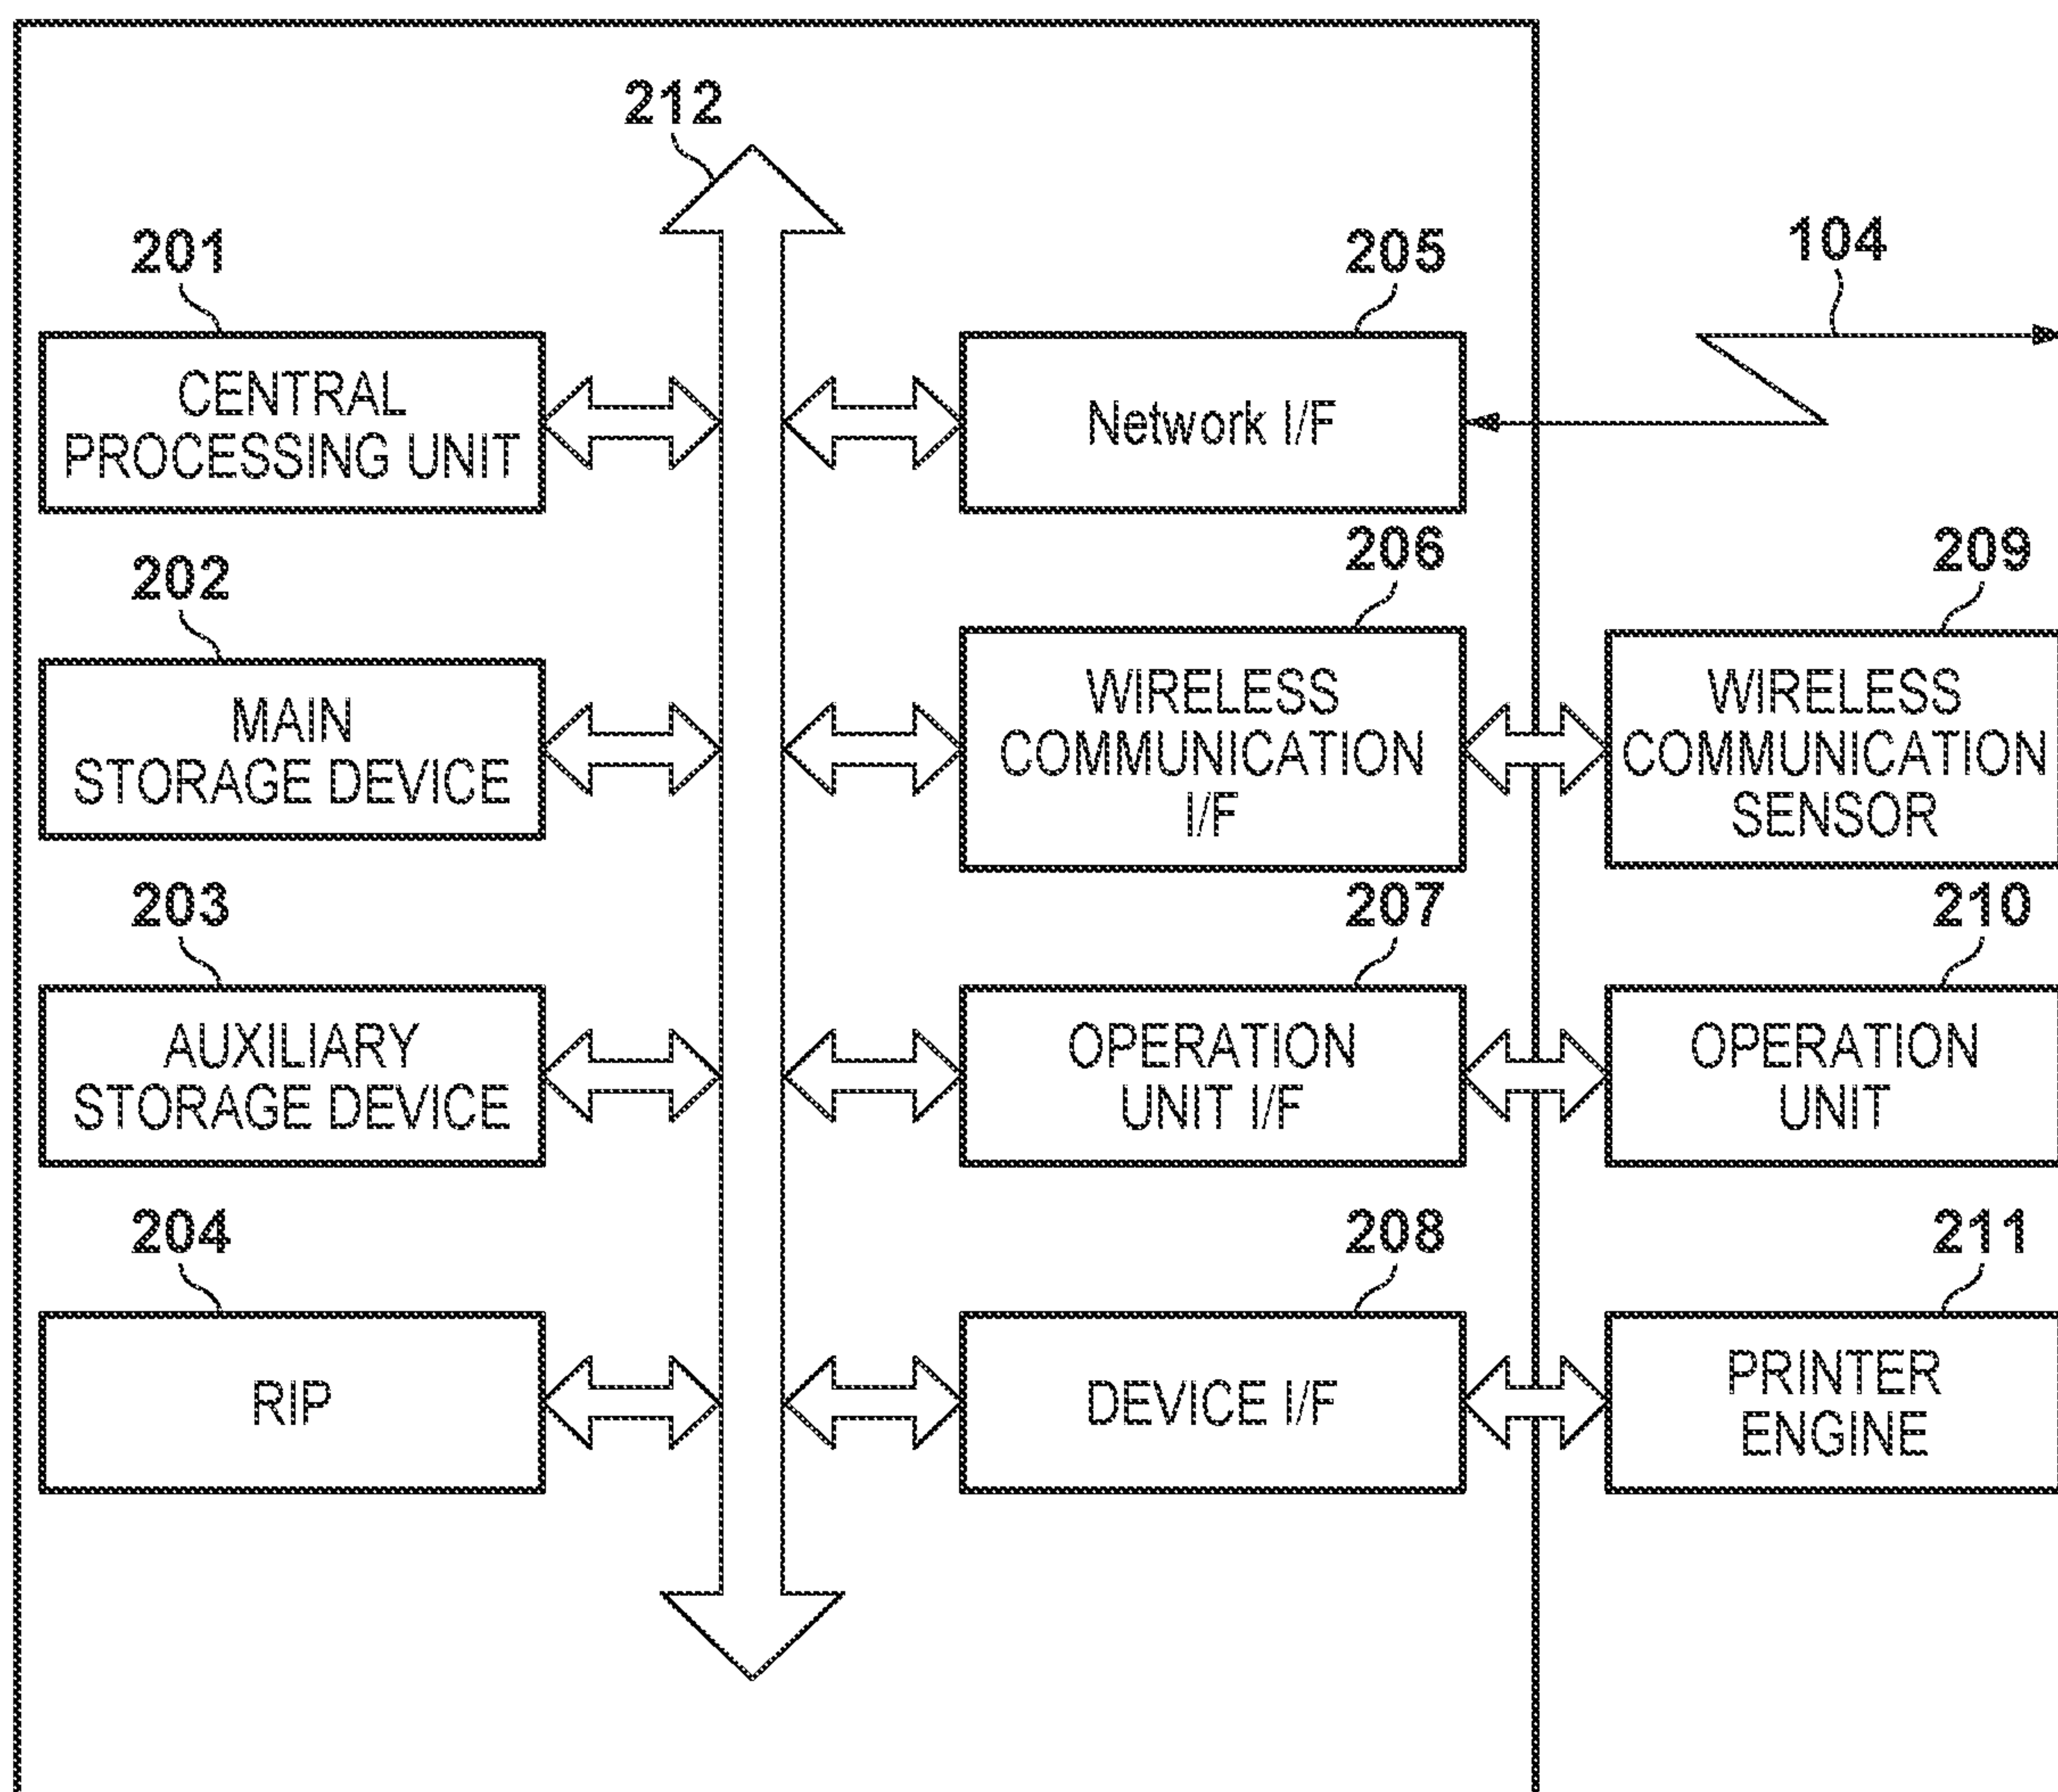 212
201
205
104
CENTRAL
PROCESSING UNIT
Network I/F
202
206
209
MAIN
STORAGE DEVICE
WIRELESS
COMMUNICATION
I/F
WIRELESS
COMMUNICATION
SENSOR
203
207
210
AUXILIARY
STORAGE DEVICE
OPERATION
UNIT I/F
OPERATION
UNIT
204
208
211
RIP
DEVICE I/F
PRINTER
ENGINE